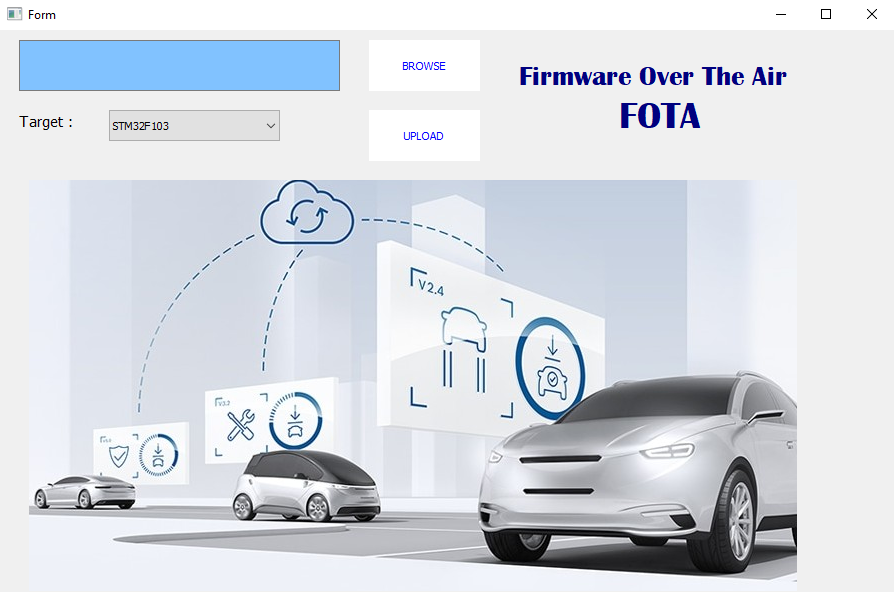 Form
BROWSE
Firmware Over The Air
FOTA
Target :
STM32F103
UPLOAD
V2.4
V3.2